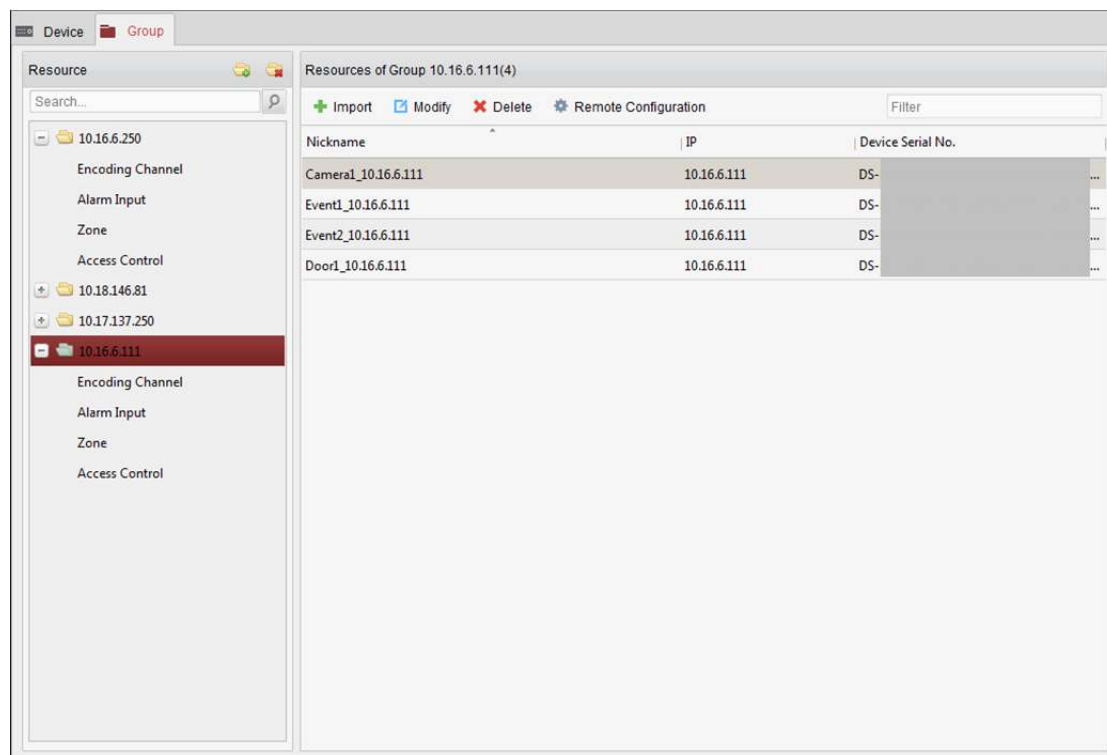 Device Group
Resource
Search...
10.16.6.250
Encoding Channel
Alarm Input
Zone
Access Control
10.18.146.81
10.17.137.250
10.16.6.111
Encoding Channel
Alarm Input
Zone
Access Control
Resources of Group 10.16.6.111(4)
Import Modify Delete Remote Configuration Filter
Nickname IP Device Serial No.
Camera1_10.16.6.111 10.16.6.111 DS- ...
Event1_10.16.6.111 10.16.6.111 DS- ...
Event2_10.16.6.111 10.16.6.111 DS- ...
Door1_10.16.6.111 10.16.6.111 DS- ...